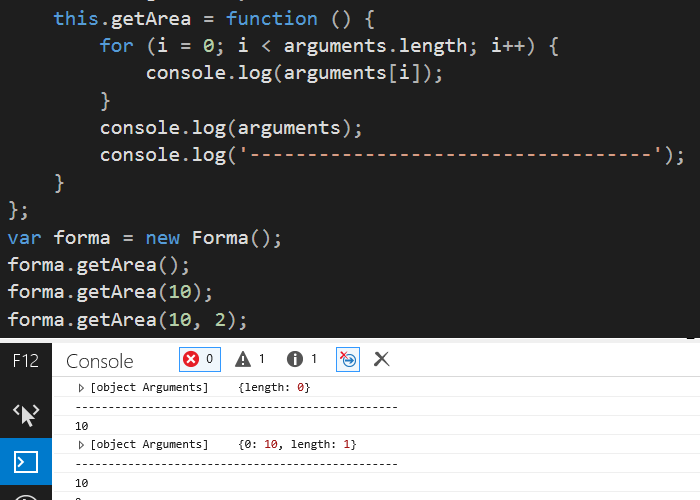 this.getArea = function () {
for (i = 0; i < arguments.length; i++) {
console.log(arguments[i]);
}
console.log(arguments);
console.log('-----------------------------------');
}
};
var forma = new Forma();
forma.getArea();
forma.getArea(10);
forma.getArea(10, 2);
F12 Console 0 1 1
[object Arguments] {length: 0}
-----------------------------------------------
10
[object Arguments] {0: 10, length: 1}
-----------------------------------------------
10